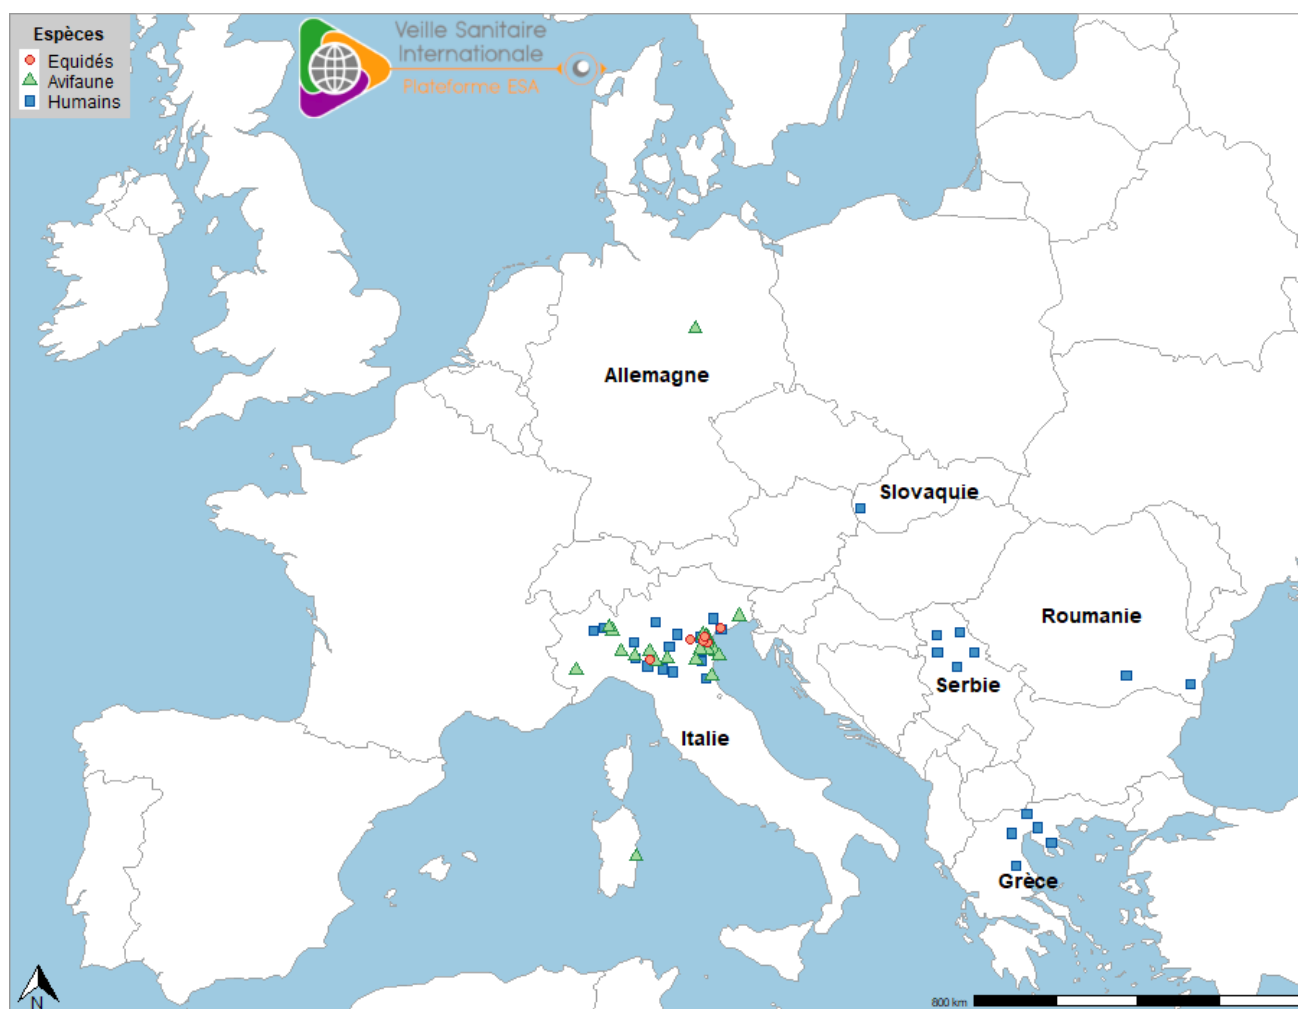 Espèces
Equidés
Avifaune
Humains
Veille Sanitaire
Internationale
Plateforme ESA
Allemagne
Slovaquie
Roumanie
Serbie
Italie
Grèce
N
800 km